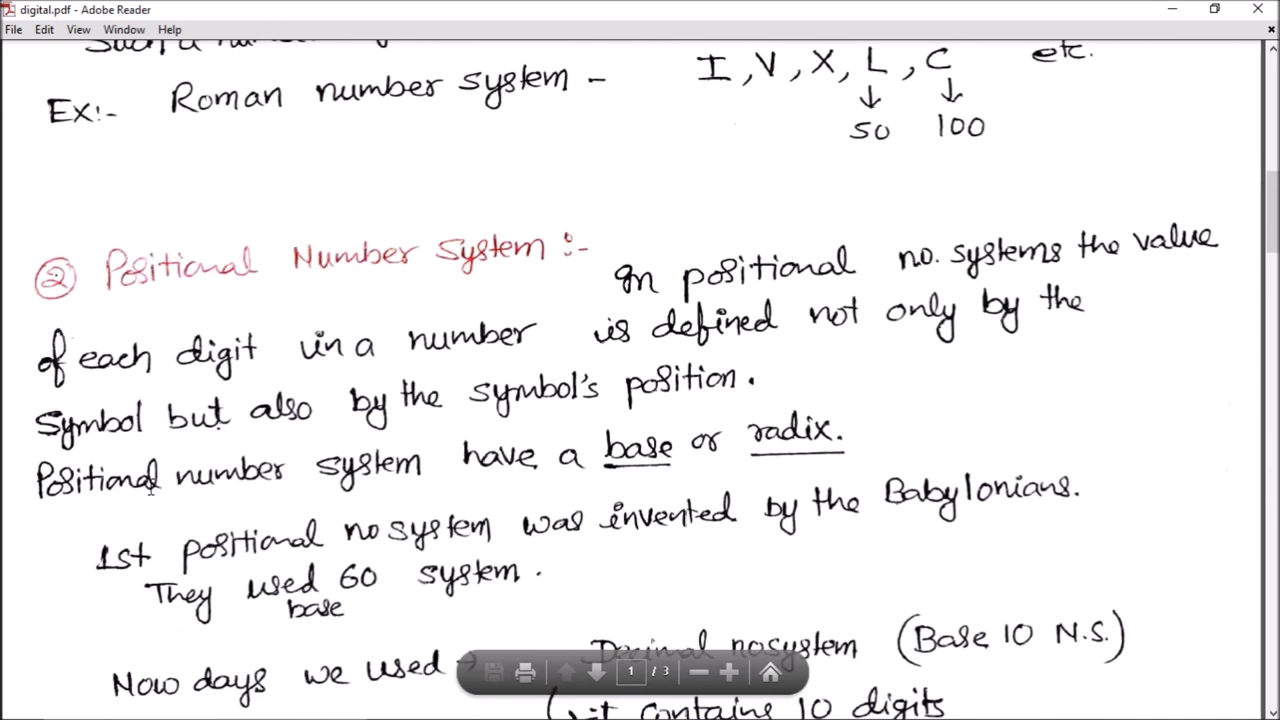 digital.pdf - Adobe Reader
File Edit View Window Help
Such a num
Ex:- Roman number system - I, V, X, L, C etc.
50 100
② Positional Number System :- In positional no. systems the value
of each digit in a number is defined not only by the
Symbol but also by the symbol's position.
Positional number system have a base or radix.
1st positional no system was invented by the Babylonians.
They used 60 system.
base
Now days we used → Decimal no system (Base 10 N.S.)
1 / 3
(it contains 10 digits